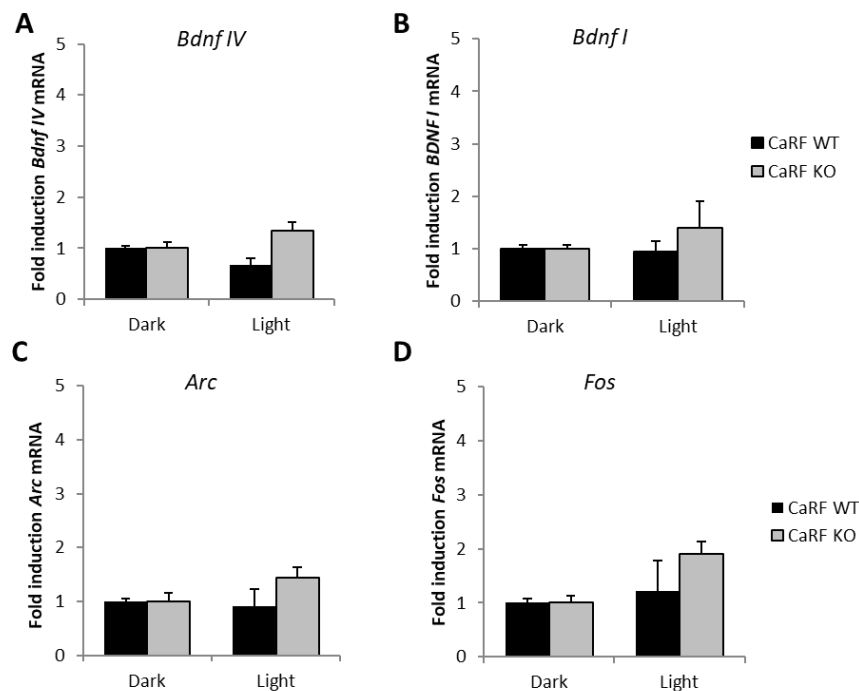 A
Bdnf IV
Fold induction Bdnf IV mRNA
5
4
3
2
1
0
Dark
Light
B
Bdnf I
Fold induction BDNF I mRNA
5
4
3
2
1
0
Dark
Light
CaRF WT
CaRF KO
C
Arc
Fold induction Arc mRNA
5
4
3
2
1
0
Dark
Light
D
Fos
Fold induction Fos mRNA
5
4
3
2
1
0
Dark
Light
CaRF WT
CaRF KO